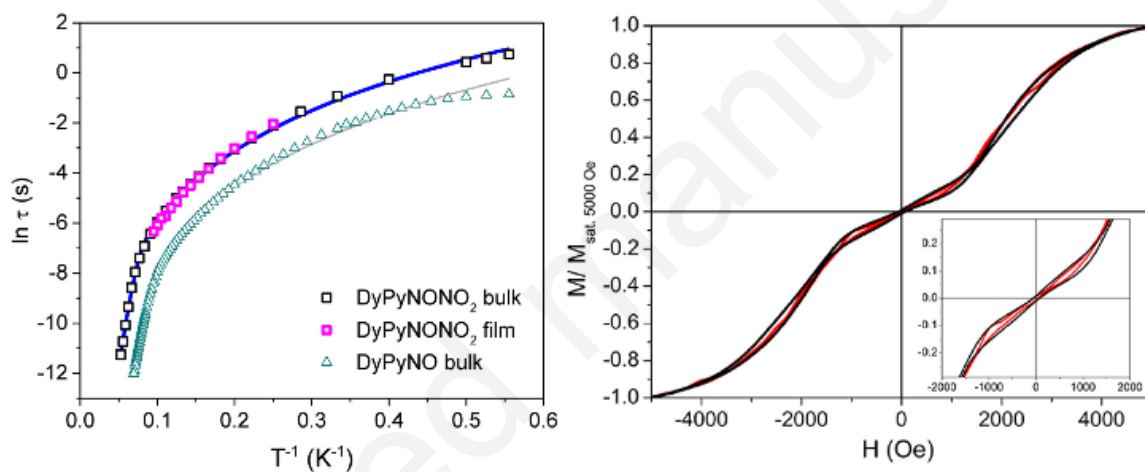 2
0
-2
-4
-6
-8
-10
-12
ln τ (s)
DyPyNONO₂ bulk
DyPyNONO₂ film
DyPyNO bulk
0.0 0.1 0.2 0.3 0.4 0.5 0.6
T⁻¹ (K⁻¹)
1.0
0.8
0.6
0.4
0.2
0.0
-0.2
-0.4
-0.6
-0.8
-1.0
M/ M sat. 5000 Oe
0.2
0.1
0.0
-0.1
-0.2
-2000 -1000 0 1000 2000
-4000 -2000 0 2000 4000
H (Oe)
ed manus